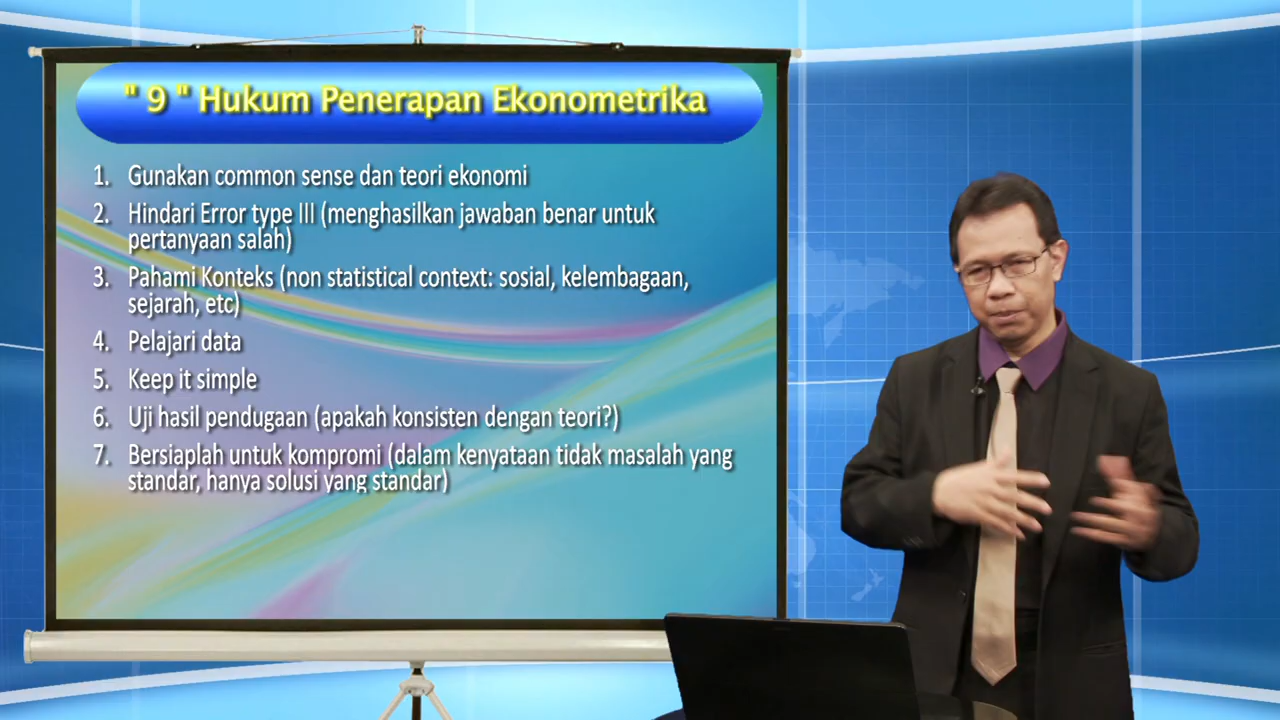 " 9 " Hukum Penerapan Ekonometrika
1. Gunakan common sense dan teori ekonomi
2. Hindari Error type III (menghasilkan jawaban benar untuk
pertanyaan salah)
3. Pahami Konteks (non statistical context: sosial, kelembagaan,
sejarah, etc)
4. Pelajari data
5. Keep it simple
6. Uji hasil pendugaan (apakah konsisten dengan teori?)
7. Bersiaplah untuk kompromi (dalam kenyataan tidak masalah yang
standar, hanya solusi yang standar)